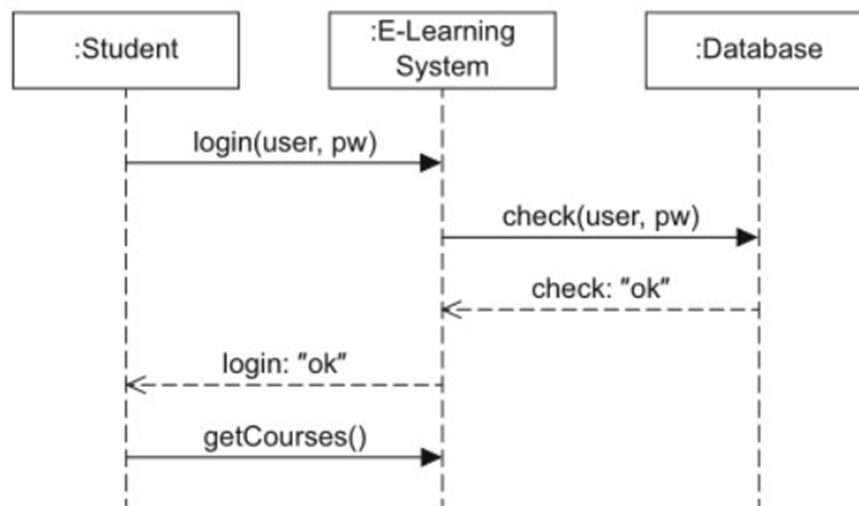 :Student
:E-Learning
System
:Database
login(user, pw)
check(user, pw)
check: "ok"
login: "ok"
getCourses()